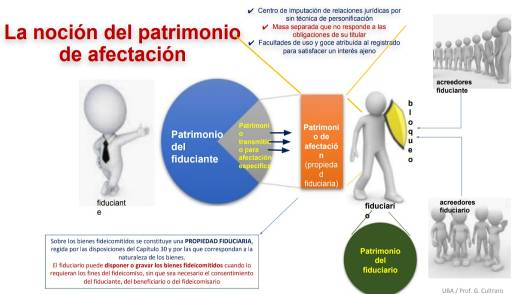 La noción del patrimonio
de afectación
✔ Centro de imputación de relaciones jurídicas por
sin técnica de personificación
✔ Masa separada que no responde a las
obligaciones de su titular
✔ Facultades de uso y goce atribuida al registrado
para satisfacer un interés ajeno
acreedores
fiduciante
Patrimonio
del
fiduciante
Patrimoni
o
transmitid
o para
afectación
específica
Patrimoni
o de
afectació
n
(propieda
d
fiduciaria)
b
l
o
q
u
e
o
fiduciant
e
fiduciari
o
acreedores
fiduciario
Patrimonio
del
fiduciario
Sobre los bienes fideicomitidos se constituye una PROPIEDAD FIDUCIARIA,
regida por las disposiciones del Capítulo 30 y por las que correspondan a la
naturaleza de los bienes.
El fiduciario puede disponer o gravar los bienes fideicomitidos cuando lo
requieran los fines del fideicomiso, sin que sea necesario el consentimiento
del fiduciante, del beneficiario o del fideicomisario
UBA / Prof. G. Cultraro